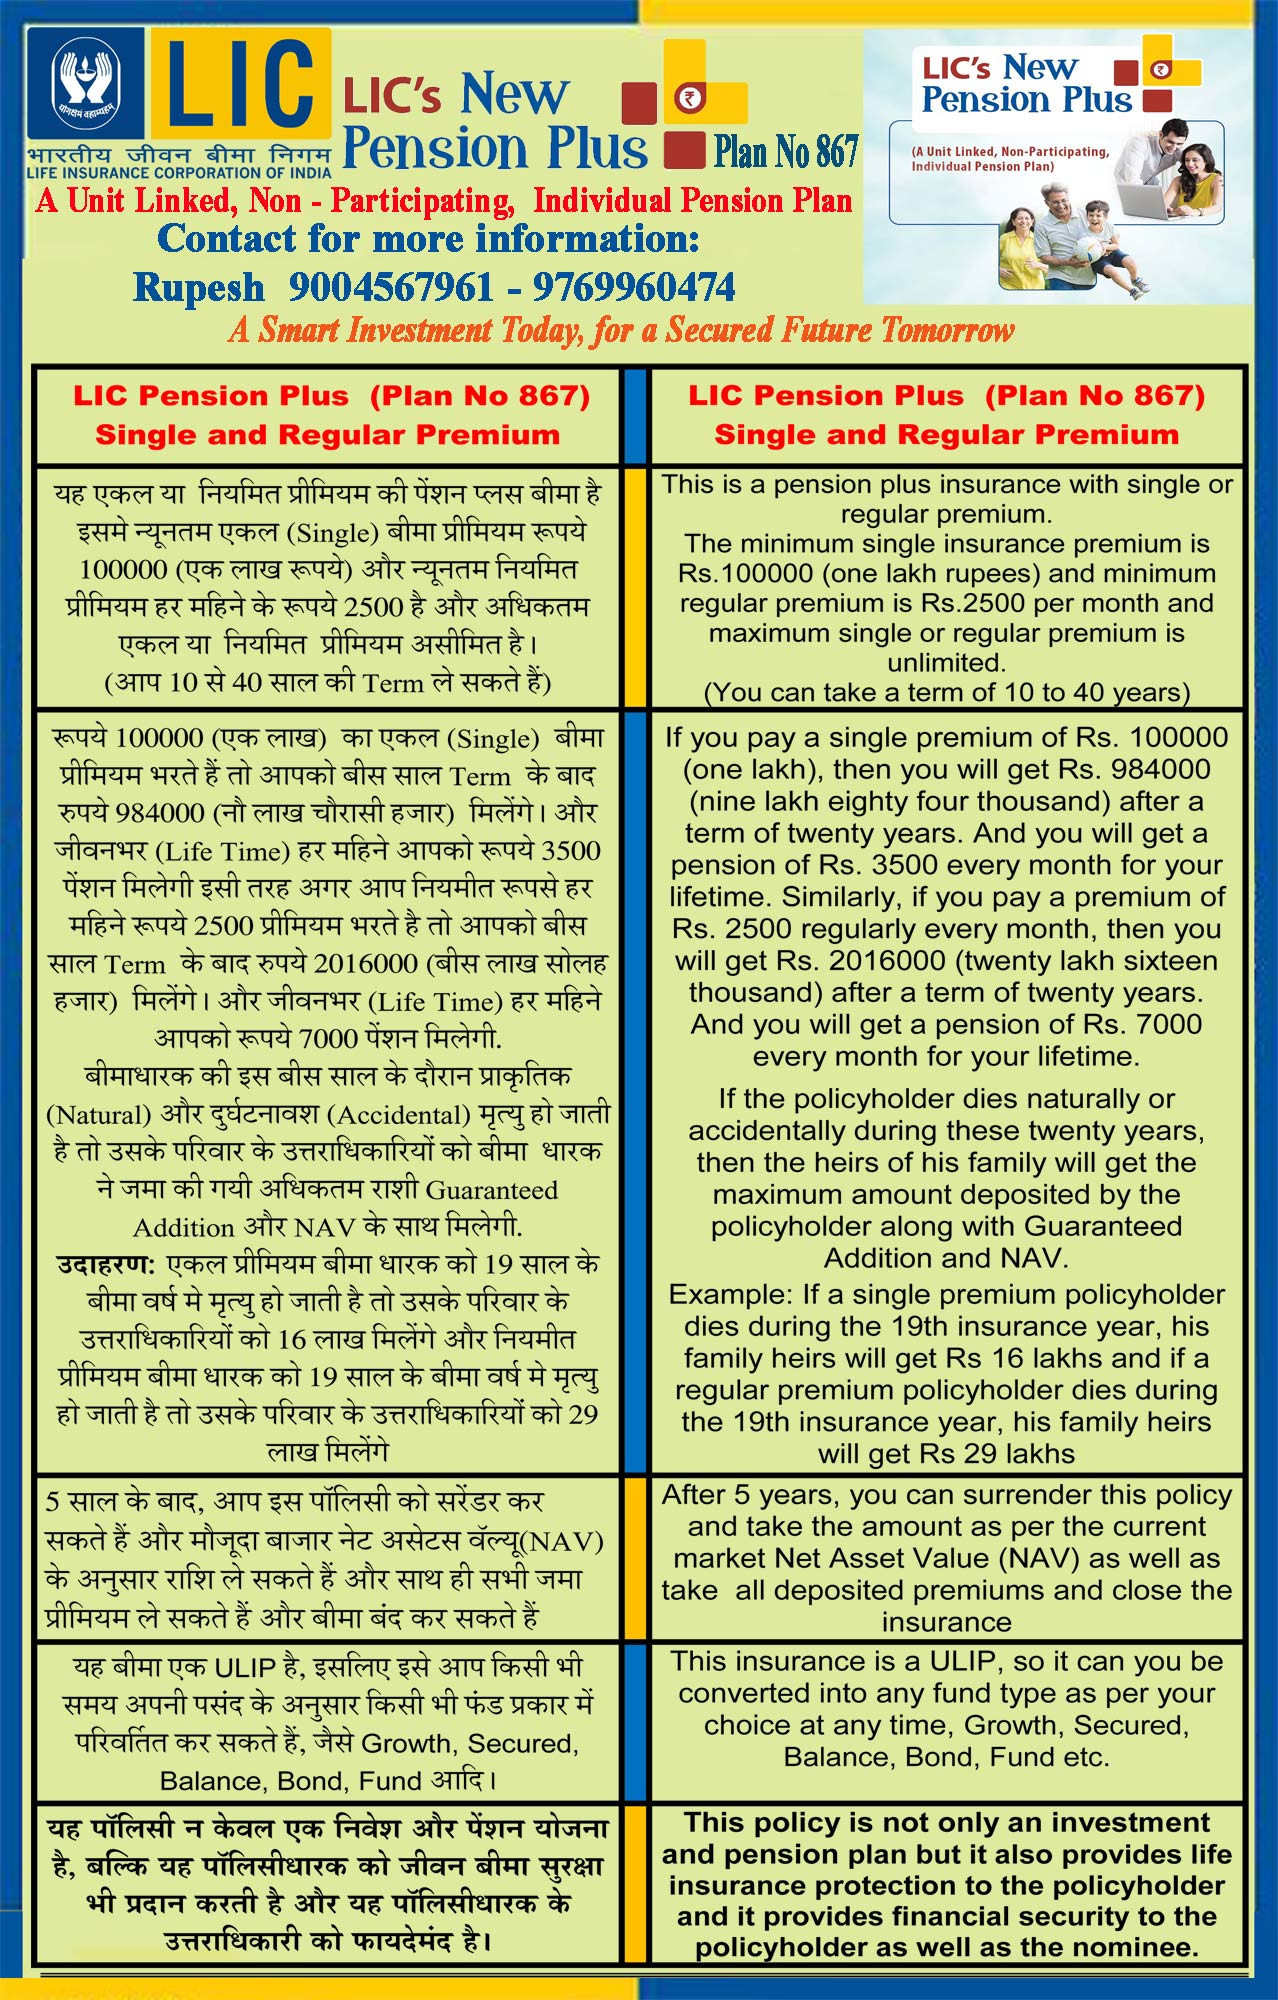 LIC
योगक्षेमं वहाम्यहम्
भारतीय जीवन बीमा निगम
LIFE INSURANCE CORPORATION OF INDIA
LIC's New
Pension Plus
₹
Plan No 867
A Unit Linked, Non - Participating, Individual Pension Plan
Contact for more information:
Rupesh 9004567961 - 9769960474
LIC's New
Pension Plus
₹
(A Unit Linked, Non-Participating,
Individual Pension Plan)
A Smart Investment Today, for a Secured Future Tomorrow
LIC Pension Plus (Plan No 867)
Single and Regular Premium
LIC Pension Plus (Plan No 867)
Single and Regular Premium
यह एकल या नियमित प्रीमियम की पेंशन प्लस बीमा है
इसमे न्यूनतम एकल (Single) बीमा प्रीमियम रूपये
100000 (एक लाख रूपये) और न्यूनतम नियमित
प्रीमियम हर महिने के रूपये 2500 है और अधिकतम
एकल या नियमित प्रीमियम असीमित है।
(आप 10 से 40 साल की Term ले सकते हैं)
This is a pension plus insurance with single or
regular premium.
The minimum single insurance premium is
Rs.100000 (one lakh rupees) and minimum
regular premium is Rs.2500 per month and
maximum single or regular premium is
unlimited.
(You can take a term of 10 to 40 years)
रूपये 100000 (एक लाख) का एकल (Single) बीमा
प्रीमियम भरते हैं तो आपको बीस साल Term के बाद
रुपये 984000 (नौ लाख चौरासी हजार) मिलेंगे। और
जीवनभर (Life Time) हर महिने आपको रूपये 3500
पेंशन मिलेगी इसी तरह अगर आप नियमीत रूपसे हर
महिने रूपये 2500 प्रीमियम भरते है तो आपको बीस
साल Term के बाद रुपये 2016000 (बीस लाख सोलह
हजार) मिलेंगे। और जीवनभर (Life Time) हर महिने
आपको रूपये 7000 पेंशन मिलेगी.
बीमाधारक की इस बीस साल के दौरान प्राकृतिक
(Natural) और दुर्घटनावश (Accidental) मृत्यु हो जाती
है तो उसके परिवार के उत्तराधिकारियों को बीमा धारक
ने जमा की गयी अधिकतम राशी Guaranteed
Addition और NAV के साथ मिलेगी.
उदाहरण: एकल प्रीमियम बीमा धारक को 19 साल के
बीमा वर्ष मे मृत्यु हो जाती है तो उसके परिवार के
उत्तराधिकारियों को 16 लाख मिलेंगे और नियमीत
प्रीमियम बीमा धारक को 19 साल के बीमा वर्ष मे मृत्यु
हो जाती है तो उसके परिवार के उत्तराधिकारियों को 29
लाख मिलेंगे
If you pay a single premium of Rs. 100000
(one lakh), then you will get Rs. 984000
(nine lakh eighty four thousand) after a
term of twenty years. And you will get a
pension of Rs. 3500 every month for your
lifetime. Similarly, if you pay a premium of
Rs. 2500 regularly every month, then you
will get Rs. 2016000 (twenty lakh sixteen
thousand) after a term of twenty years.
And you will get a pension of Rs. 7000
every month for your lifetime.
If the policyholder dies naturally or
accidentally during these twenty years,
then the heirs of his family will get the
maximum amount deposited by the
policyholder along with Guaranteed
Addition and NAV.
Example: If a single premium policyholder
dies during the 19th insurance year, his
family heirs will get Rs 16 lakhs and if a
regular premium policyholder dies during
the 19th insurance year, his family heirs
will get Rs 29 lakhs
5 साल के बाद, आप इस पॉलिसी को सरेंडर कर
सकते हैं और मौजूदा बाजार नेट असेटस वॅल्यू(NAV)
के अनुसार राशि ले सकते हैं और साथ ही सभी जमा
प्रीमियम ले सकते हैं और बीमा बंद कर सकते हैं
After 5 years, you can surrender this policy
and take the amount as per the current
market Net Asset Value (NAV) as well as
take all deposited premiums and close the
insurance
यह बीमा एक ULIP है, इसलिए इसे आप किसी भी
समय अपनी पसंद के अनुसार किसी भी फंड प्रकार में
परिवर्तित कर सकते हैं, जैसे Growth, Secured,
Balance, Bond, Fund आदि।
This insurance is a ULIP, so it can you be
converted into any fund type as per your
choice at any time, Growth, Secured,
Balance, Bond, Fund etc.
यह पॉलिसी न केवल एक निवेश और पेंशन योजना
है, बल्कि यह पॉलिसीधारक को जीवन बीमा सुरक्षा
भी प्रदान करती है और यह पॉलिसीधारक के
उत्तराधिकारी को फायदेमंद है।
This policy is not only an investment
and pension plan but it also provides life
insurance protection to the policyholder
and it provides financial security to the
policyholder as well as the nominee.